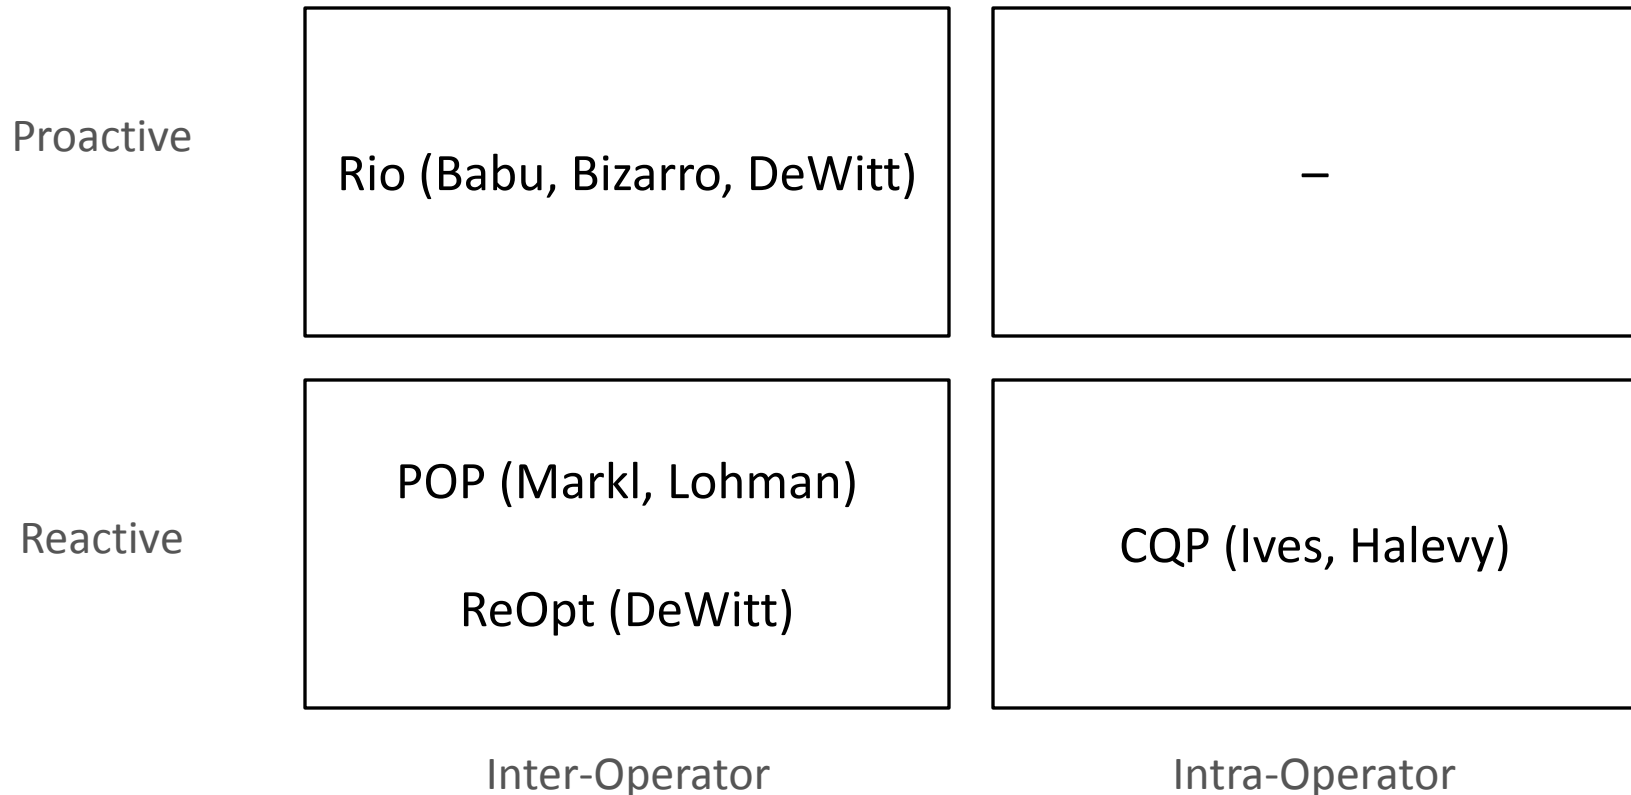 Proactive
Rio (Babu, Bizarro, DeWitt)
–
Reactive
POP (Markl, Lohman)
ReOpt (DeWitt)
CQP (Ives, Halevy)
Inter-Operator
Intra-Operator